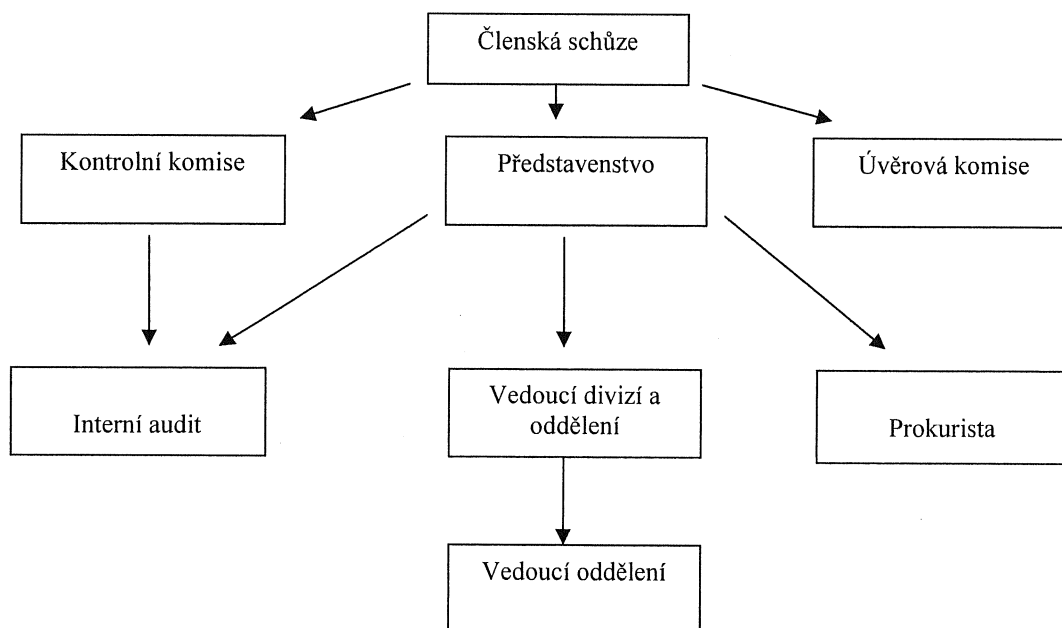 Členská schůze
Kontrolní komise
Představenstvo
Úvěrová komise
Interní audit
Vedoucí divizí a
oddělení
Prokurista
Vedoucí oddělení